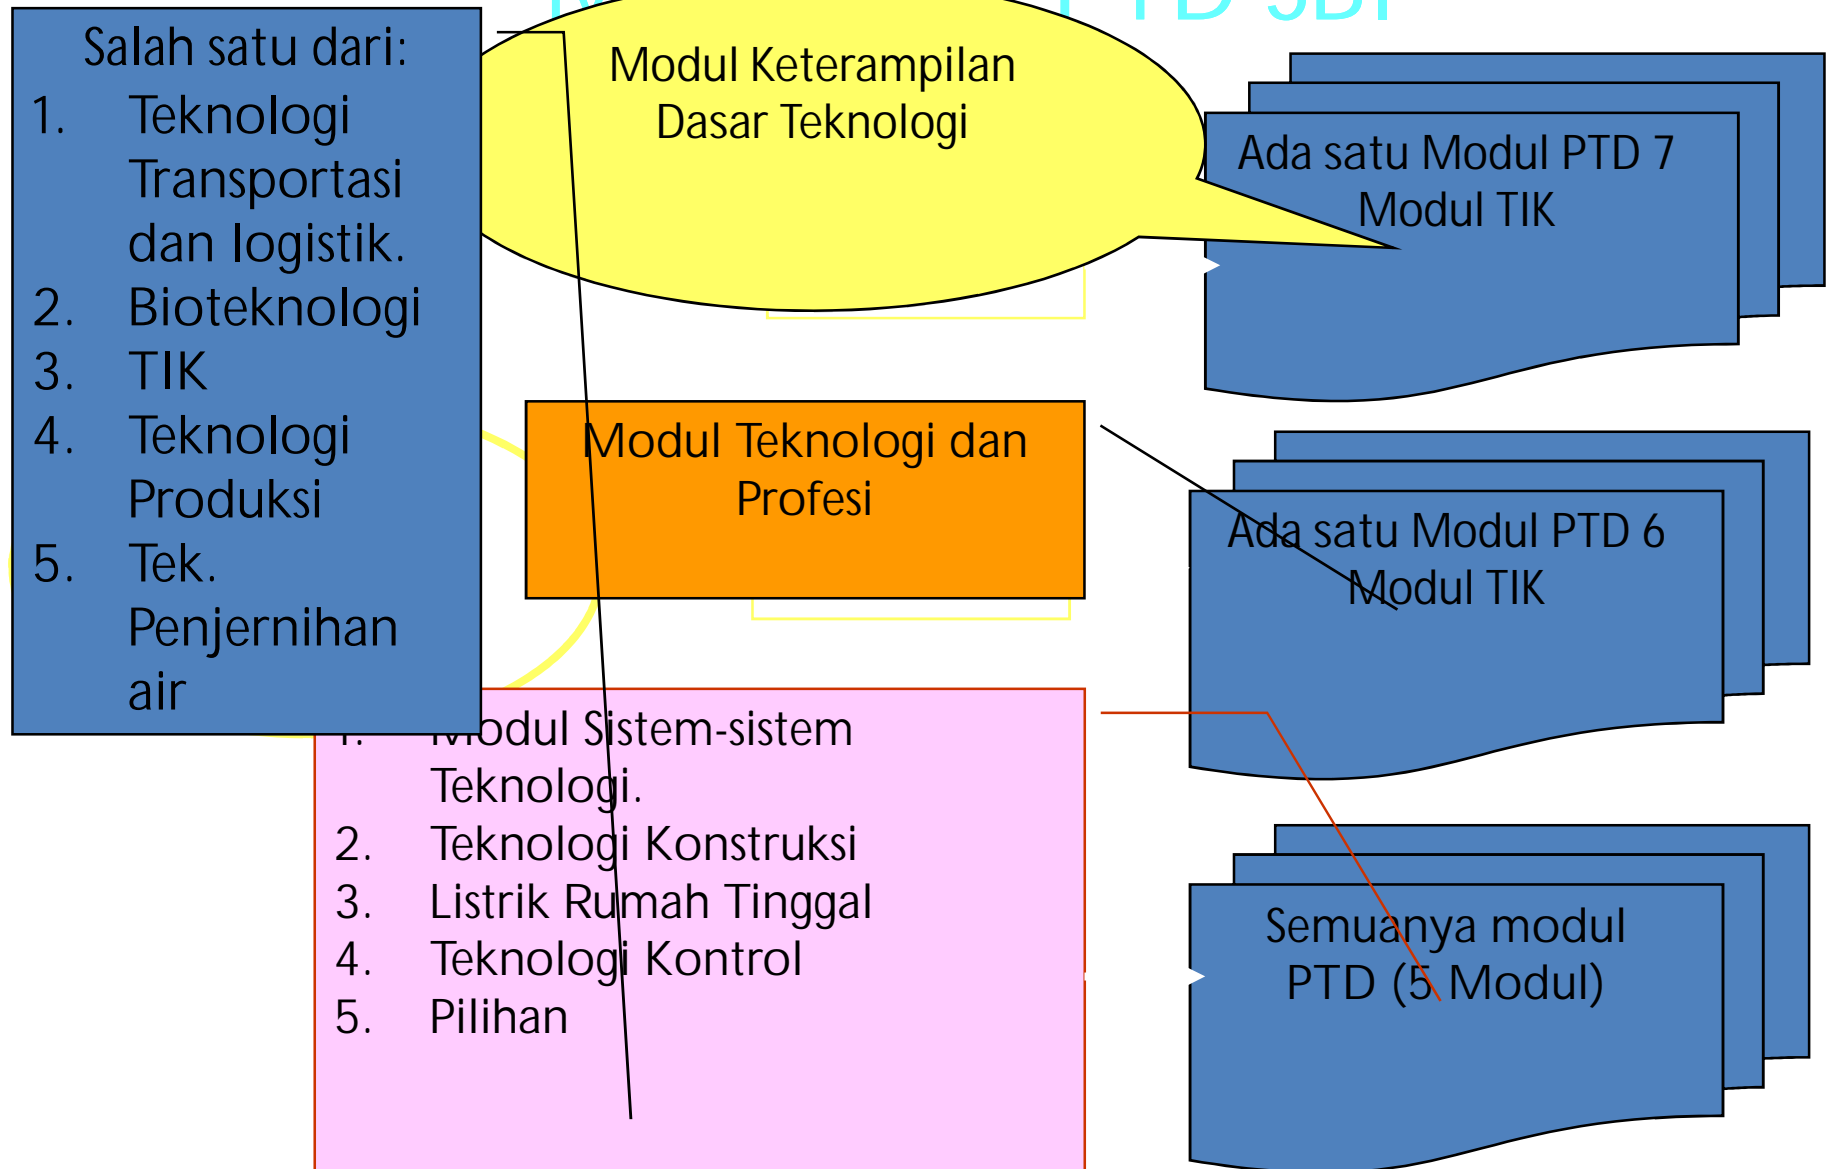 PTD SBI
Salah satu dari:
1. Teknologi
Transportasi
dan logistik.
2. Bioteknologi
3. TIK
4. Teknologi
Produksi
5. Tek.
Penjernihan
air
Modul Keterampilan
Dasar Teknologi
Ada satu Modul PTD 7
Modul TIK
Modul Teknologi dan
Profesi
Ada satu Modul PTD 6
Modul TIK
1. Modul Sistem-sistem
Teknologi.
2. Teknologi Konstruksi
3. Listrik Rumah Tinggal
4. Teknologi Kontrol
5. Pilihan
Semuanya modul
PTD (5 Modul)